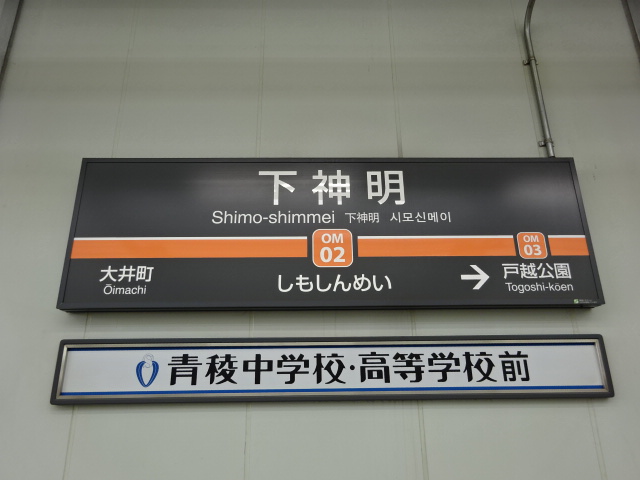 下神明
Shimo-shimmei 下神明 시모신메이
OM
02
OM
03
大井町
Ōimachi
しもしんめい
→ 戸越公園
Togoshi-kōen
青稜中学校・高等学校前